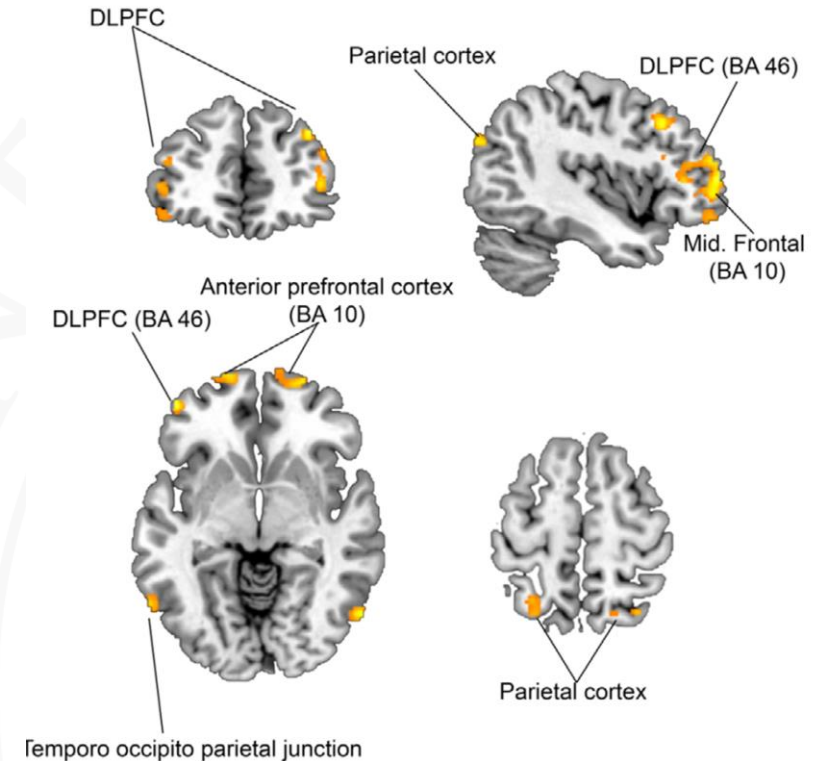 DLPFC
Parietal cortex
DLPFC (BA 46)
Mid. Frontal
(BA 10)
Anterior prefrontal cortex
(BA 10)
DLPFC (BA 46)
Parietal cortex
Temporo occipito parietal junction